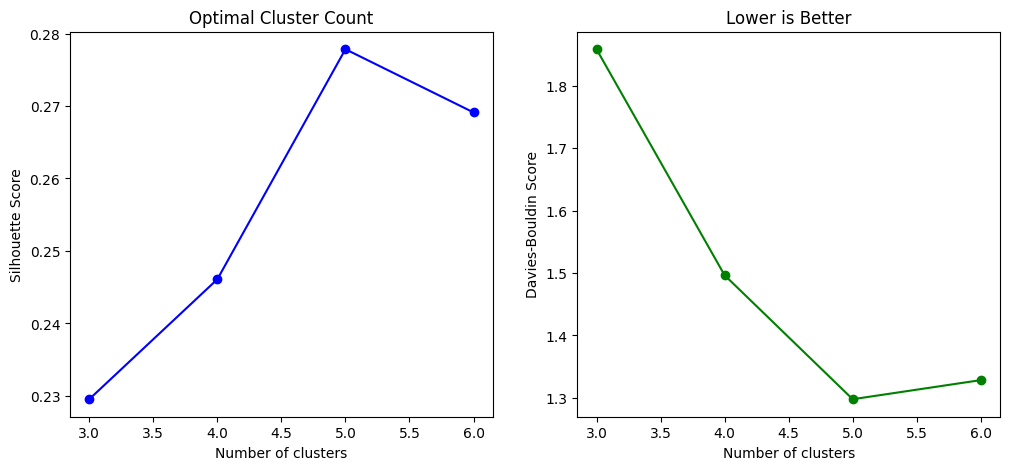 Optimal Cluster Count
0.28
0.27
0.26
0.25
0.24
0.23
Silhouette Score
3.0 3.5 4.0 4.5 5.0 5.5 6.0
Number of clusters
Lower is Better
1.8
1.7
1.6
1.5
1.4
1.3
Davies-Bouldin Score
3.0 3.5 4.0 4.5 5.0 5.5 6.0
Number of clusters